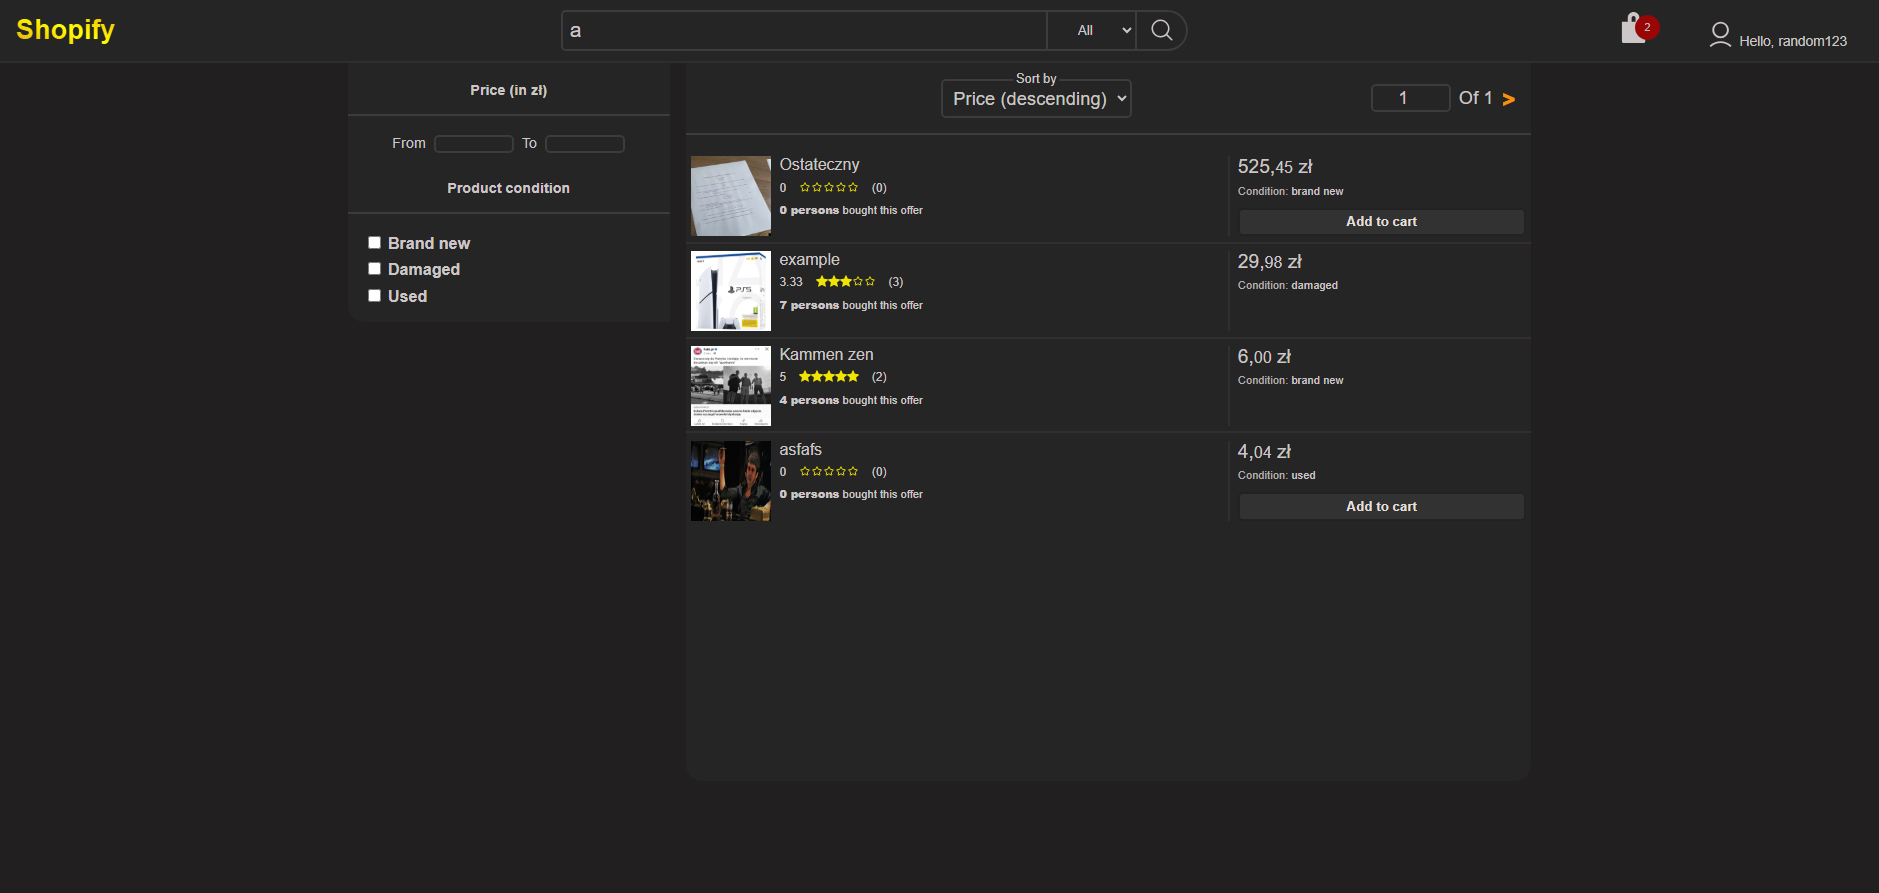 Shopify
a
All
2
Hello, random123
Price (in zł)
From
To
Product condition
Brand new
Damaged
Used
Sort by
Price (descending)
1
Of 1 >
Ostateczny
0 (0)
0 persons bought this offer
525,45 zł
Condition: brand new
Add to cart
PS5
example
3.33 (3)
7 persons bought this offer
29,98 zł
Condition: damaged
Kammen zen
5 (2)
4 persons bought this offer
6,00 zł
Condition: brand new
asfafs
0 (0)
0 persons bought this offer
4,04 zł
Condition: used
Add to cart